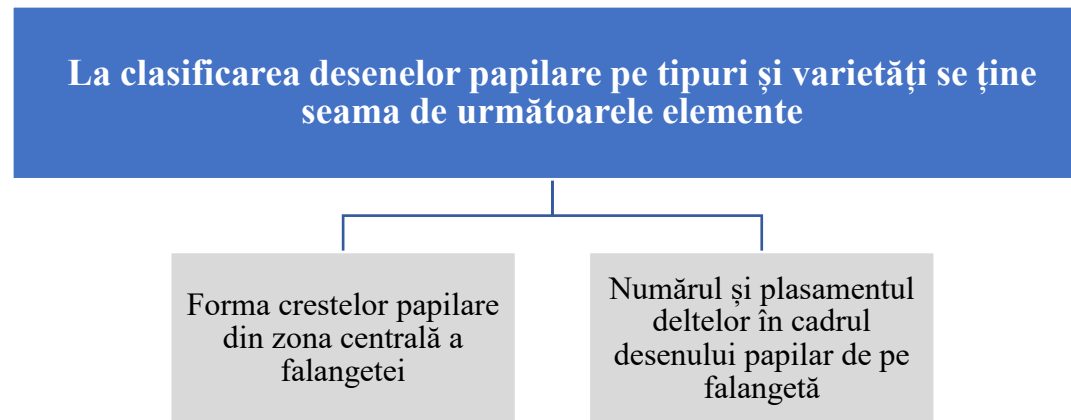 La clasificarea desenelor papilare pe tipuri și varietăți se ține
seama de următoarele elemente
Forma crestelor papilare
din zona centrală a
falangetei
Numărul și plasamentul
deltelor în cadrul
desenului papilar de pe
falangetă